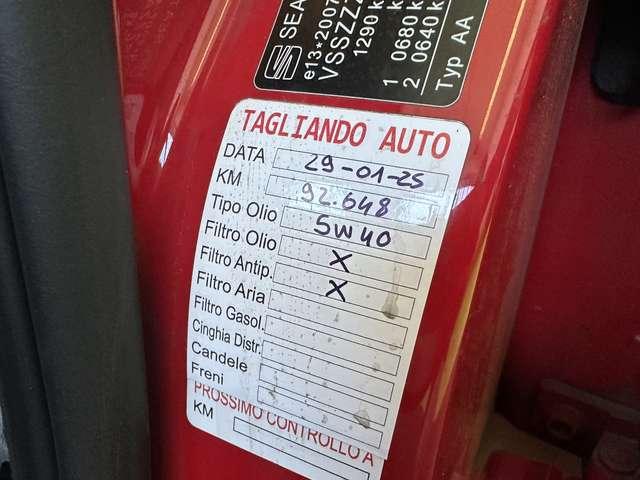 SEA
e13*2007
VSSZZZ
1290 k
1 0680 k
2 0640 k
Typ AA
TAGLIANDO AUTO
DATA 29-01-25
KM 92.648
Tipo Olio 5W40
Filtro Olio X
Filtro Antip. X
Filtro Aria
Filtro Gasol.
Cinghia Distr.
Candele
Freni
PROSSIMO CONTROLLO A
KM